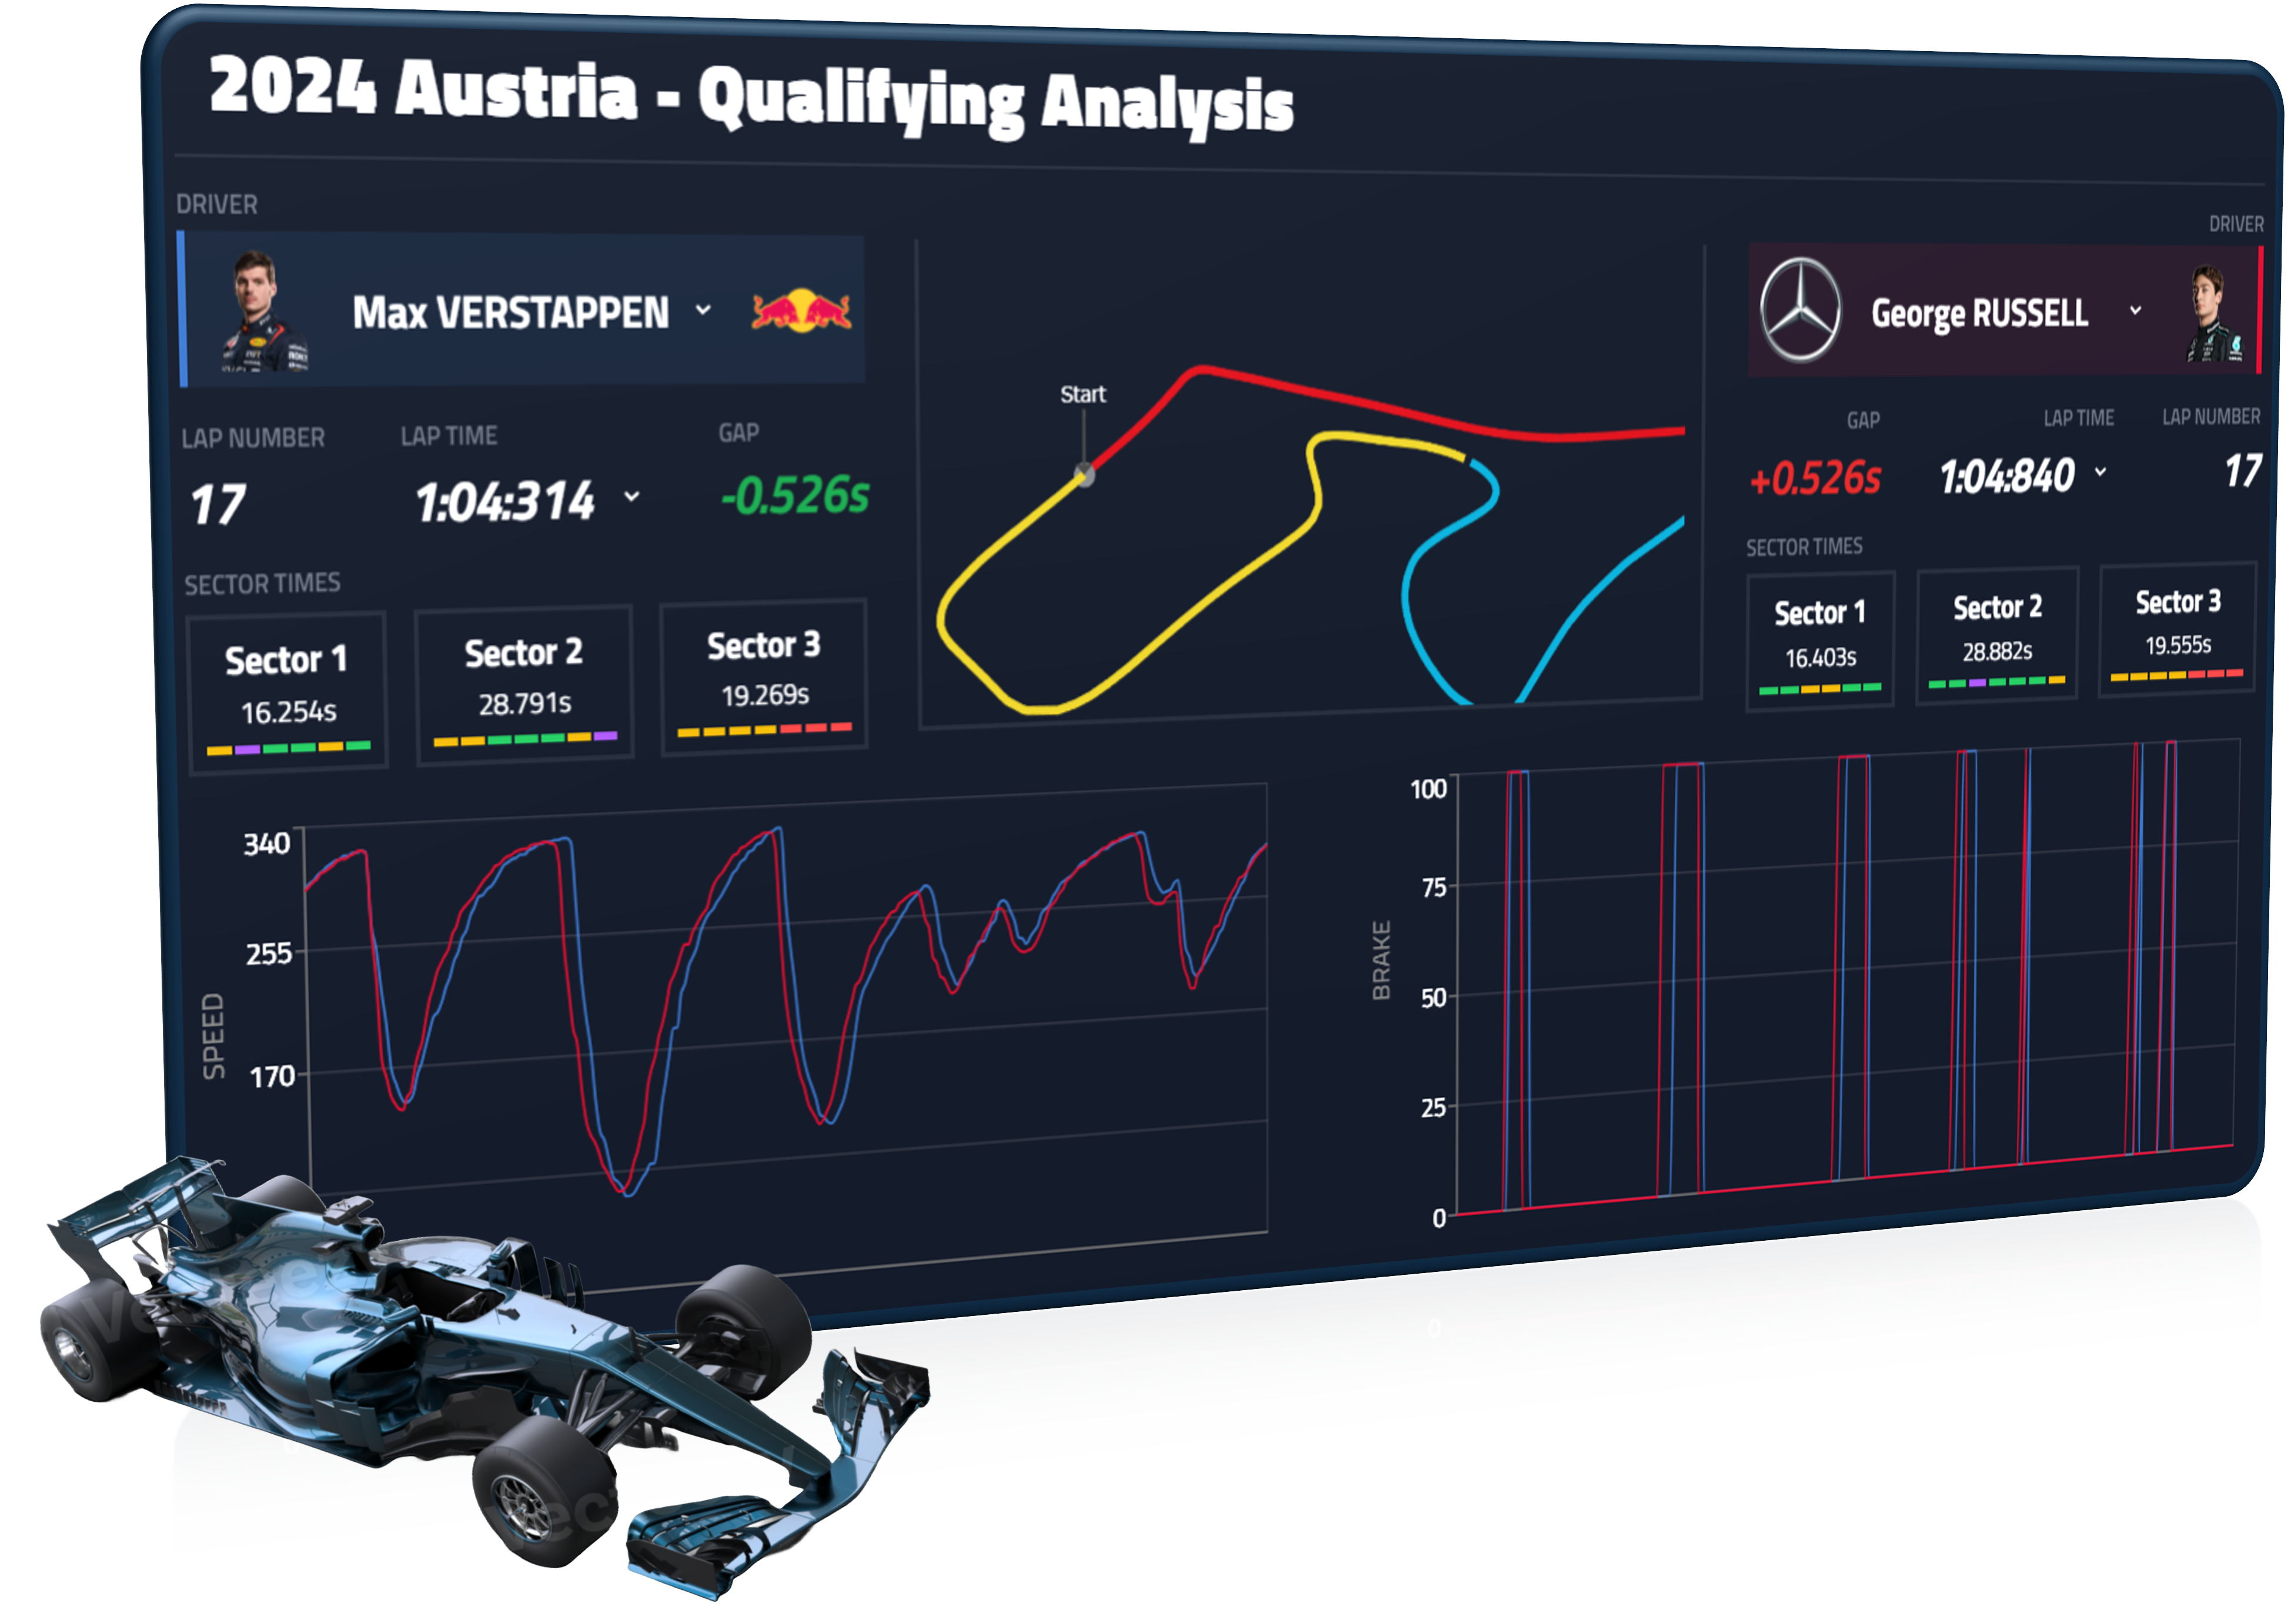 2024 Austria - Qualifying Analysis
DRIVER
Max VERSTAPPEN
LAP NUMBER LAP TIME GAP
17 1:04:314 -0.526s
SECTOR TIMES
Sector 1 Sector 2 Sector 3
16.254s 28.791s 19.269s
Start
DRIVER
George RUSSELL
GAP LAP TIME LAP NUMBER
+0.526s 1:04:840 17
SECTOR TIMES
Sector 1 Sector 2 Sector 3
16.403s 28.882s 19.555s
SPEED
340
255
170
BRAKE
100
75
50
25
0